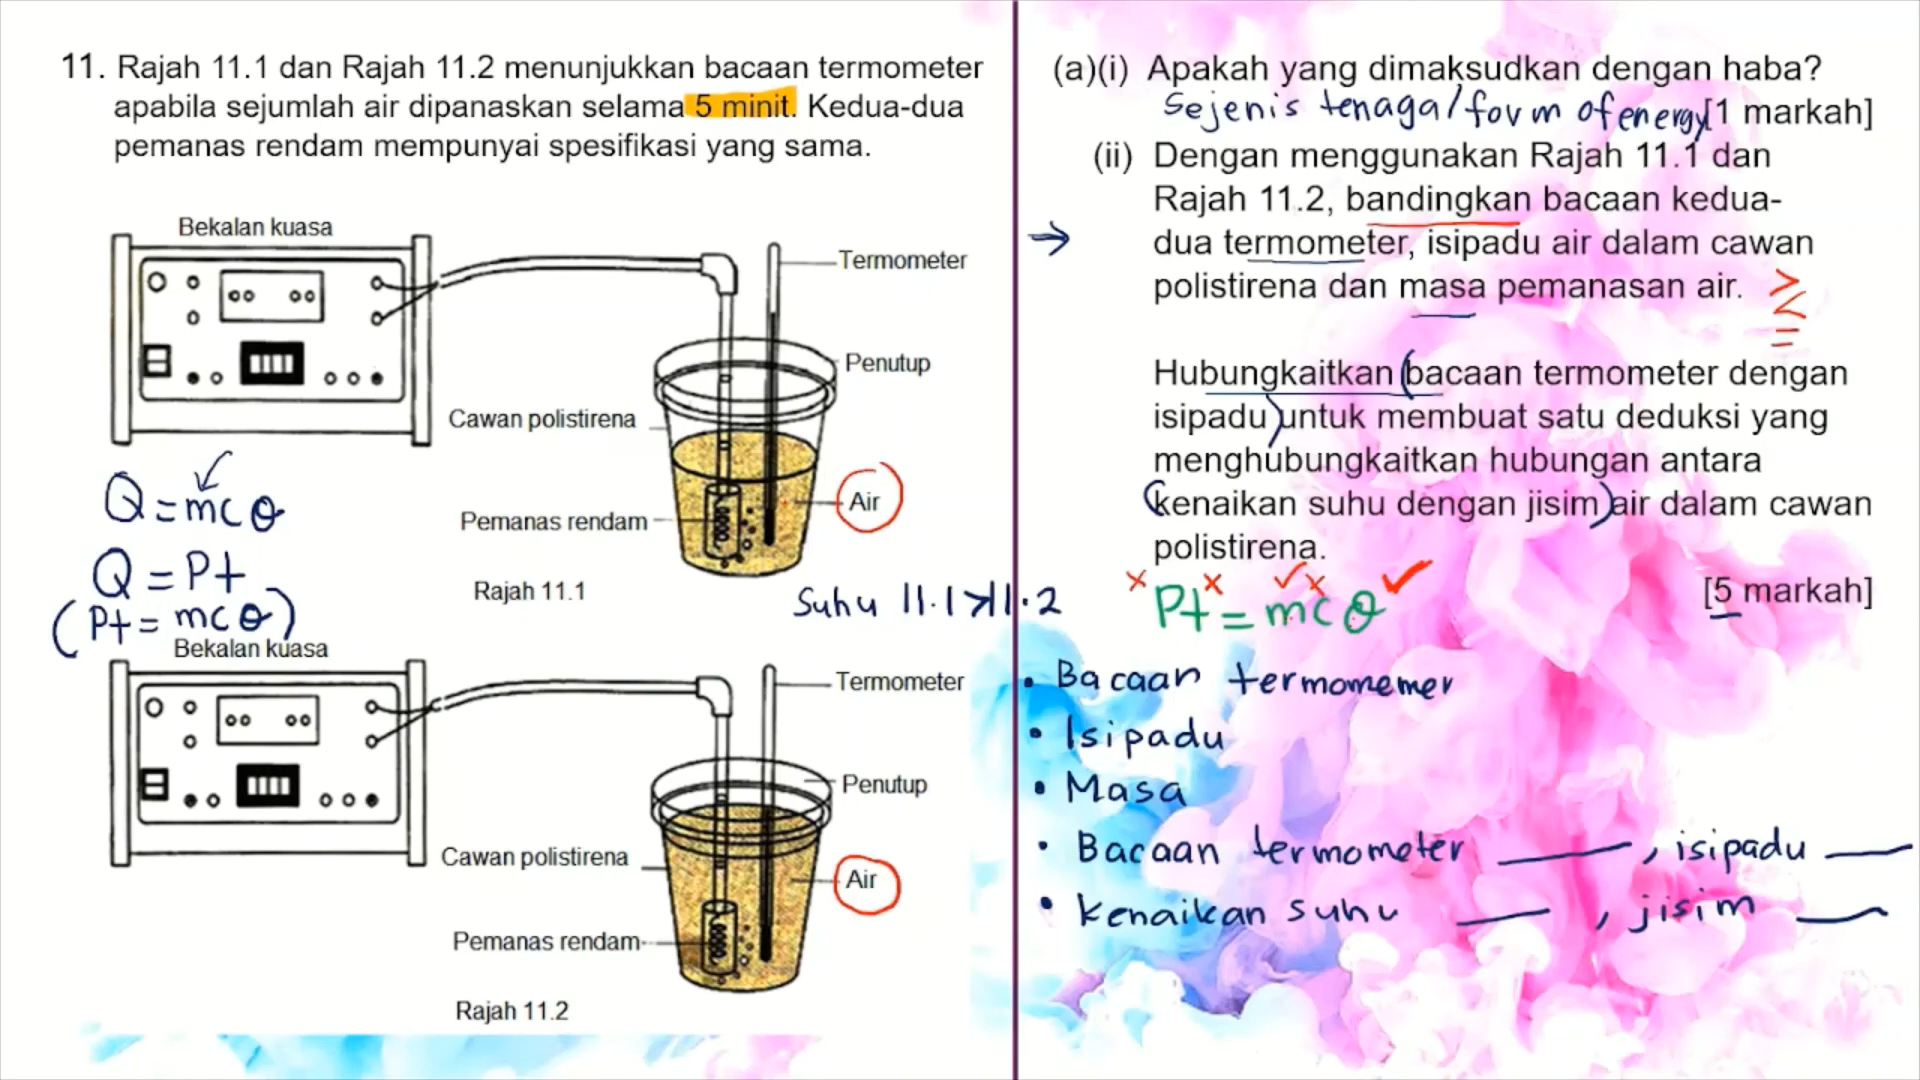 11. Rajah 11.1 dan Rajah 11.2 menunjukkan bacaan termometer
apabila sejumlah air dipanaskan selama 5 minit. Kedua-dua
pemanas rendam mempunyai spesifikasi yang sama.
Bekalan kuasa
Termometer
Penutup
Cawan polistirena
Air
Pemanas rendam
Rajah 11.1
Q = mcθ
Q = Pt
(Pt = mcθ)
Suhu 11.1 > 11.2
Bekalan kuasa
Termometer
Penutup
Cawan polistirena
Air
Pemanas rendam
Rajah 11.2
(a)(i) Apakah yang dimaksudkan dengan haba?
Sejenis tenaga / form of energy [1 markah]
(ii) Dengan menggunakan Rajah 11.1 dan
Rajah 11.2, bandingkan bacaan kedua-
dua termometer, isipadu air dalam cawan
polistirena dan masa pemanasan air.
>
<
=
Hubungkaitkan (bacaan termometer dengan
isipadu) untuk membuat satu deduksi yang
menghubungkaitkan hubungan antara
(kenaikan suhu dengan jisim) air dalam cawan
polistirena.
[5 markah]
Pt = mcθ
• Bacaan termomemer
• Isipadu
• Masa
• Bacaan termometer ____, isipadu ____
• Kenaikan suhu ____, jisim ____